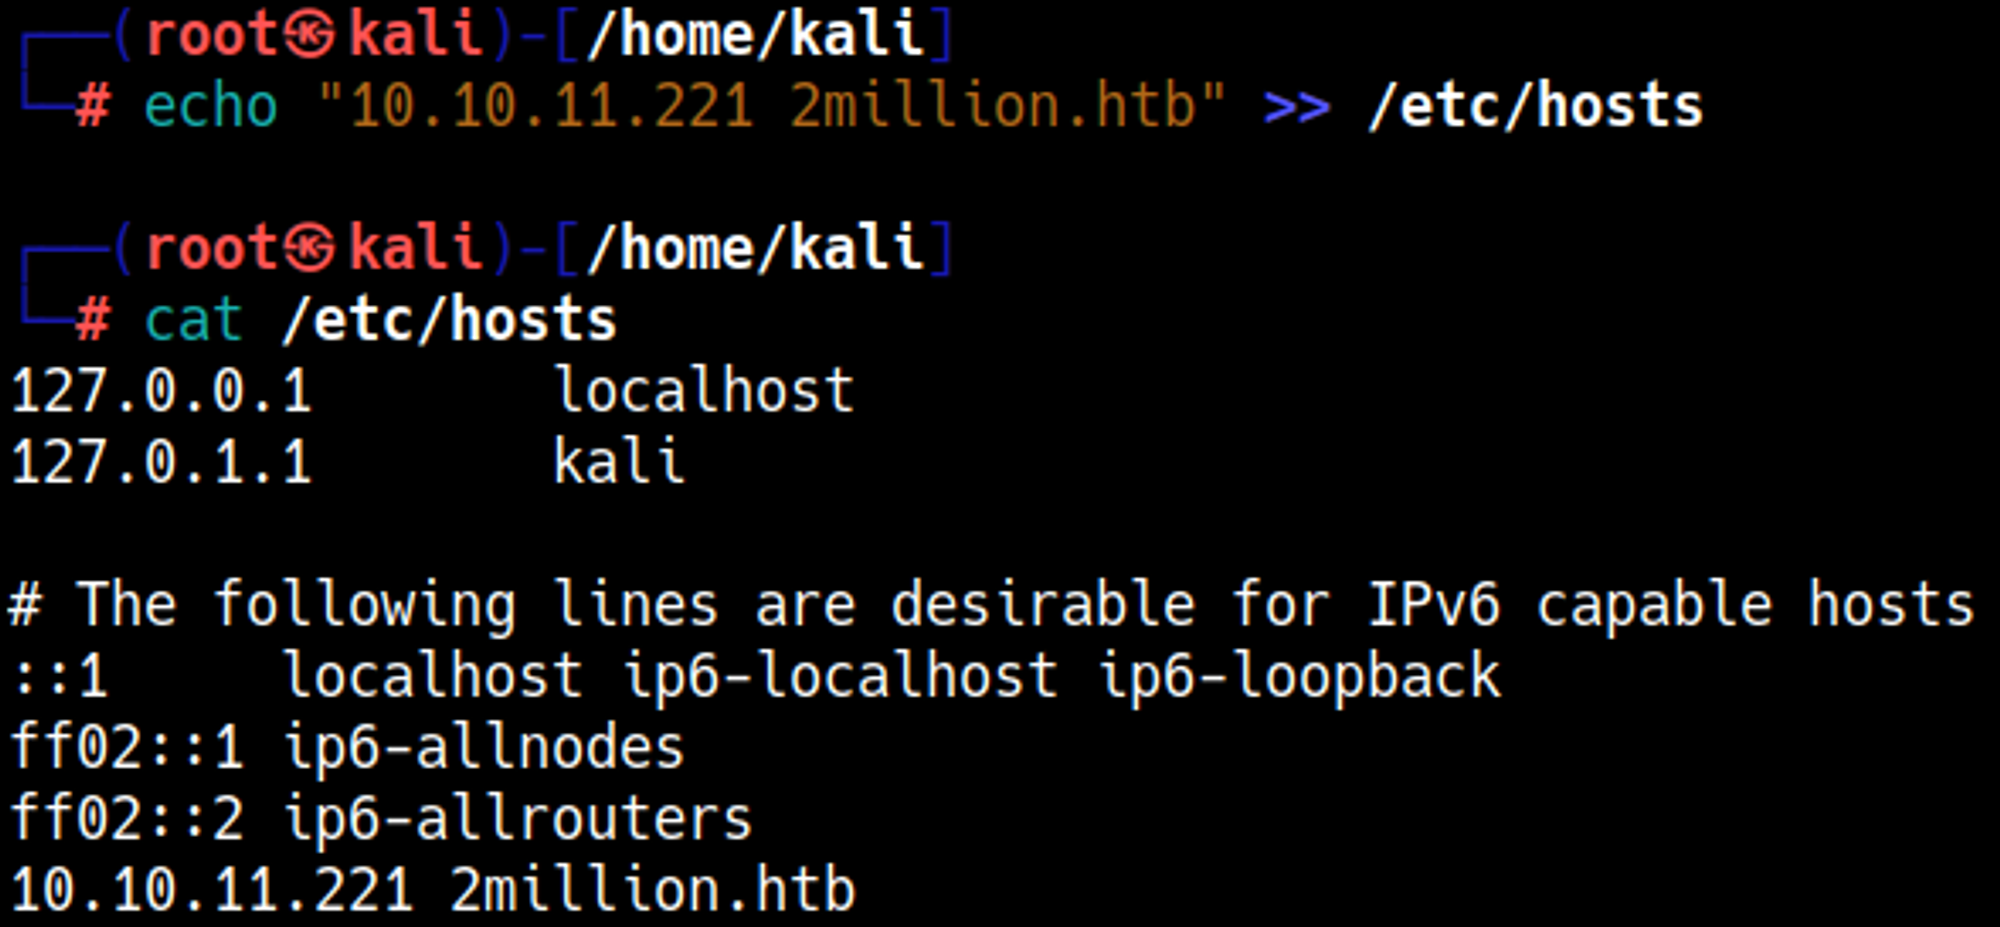 ┌──(root㉿kali)-[/home/kali]
└─# echo "10.10.11.221 2million.htb" >> /etc/hosts
┌──(root㉿kali)-[/home/kali]
└─# cat /etc/hosts
127.0.0.1       localhost
127.0.1.1       kali
# The following lines are desirable for IPv6 capable hosts
::1     localhost ip6-localhost ip6-loopback
ff02::1 ip6-allnodes
ff02::2 ip6-allrouters
10.10.11.221 2million.htb